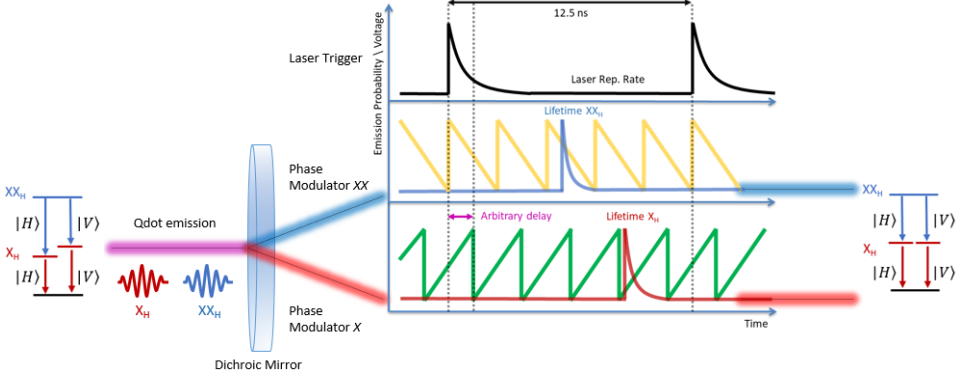 12.5 ns
Emission Probability \ Voltage
Laser Trigger
Laser Rep. Rate
Lifetime XX_H
Phase
Modulator XX
XX_H
|H⟩ |V⟩
X_H
|H⟩ |V⟩
Qdot emission
X_H XX_H
Arbitrary delay
Lifetime X_H
Phase
Modulator X
Time
Dichroic Mirror
XX_H
|H⟩ |V⟩
X_H
|H⟩ |V⟩